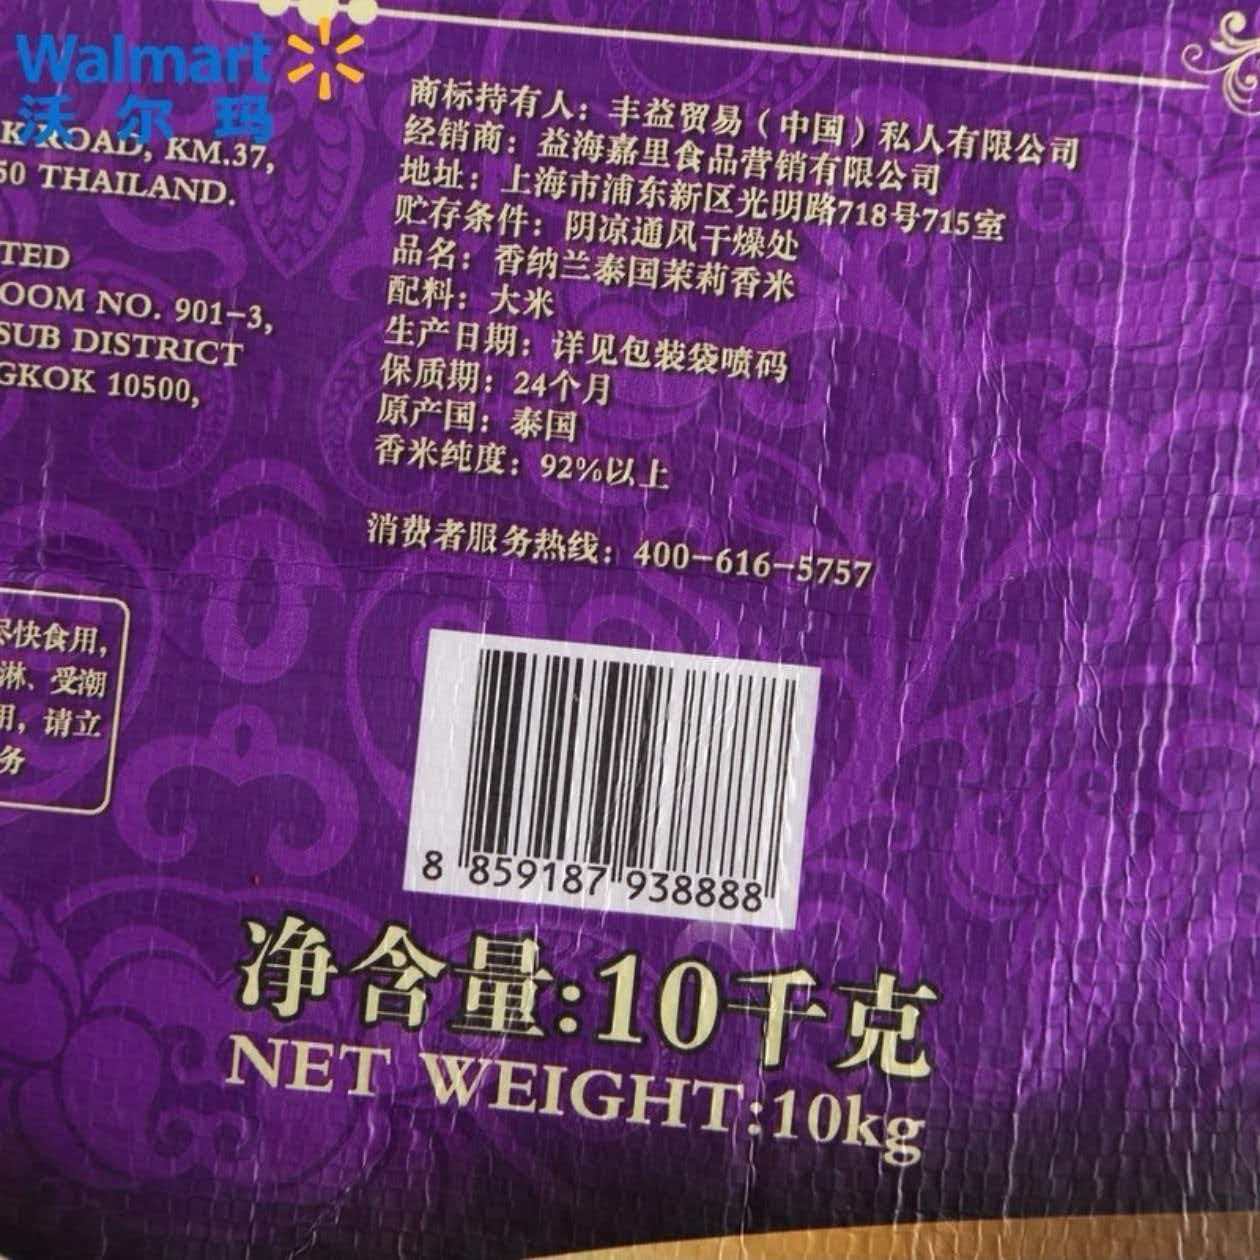 Walmart
沃尔玛
K ROAD, KM.37,
50 THAILAND.
TED
OOM NO. 901-3,
SUB DISTRICT
GKOK 10500,
商标持有人：丰益贸易（中国）私人有限公司
经销商：益海嘉里食品营销有限公司
地址：上海市浦东新区光明路718号715室
贮存条件：阴凉通风干燥处
品名：香纳兰泰国茉莉香米
配料：大米
生产日期：详见包装袋喷码
保质期：24个月
原产国：泰国
香米纯度：92%以上
消费者服务热线：400-616-5757
尽快食用，
淋、受潮
用，请立
务
8 859187 938888
净含量:10千克
NET WEIGHT:10kg